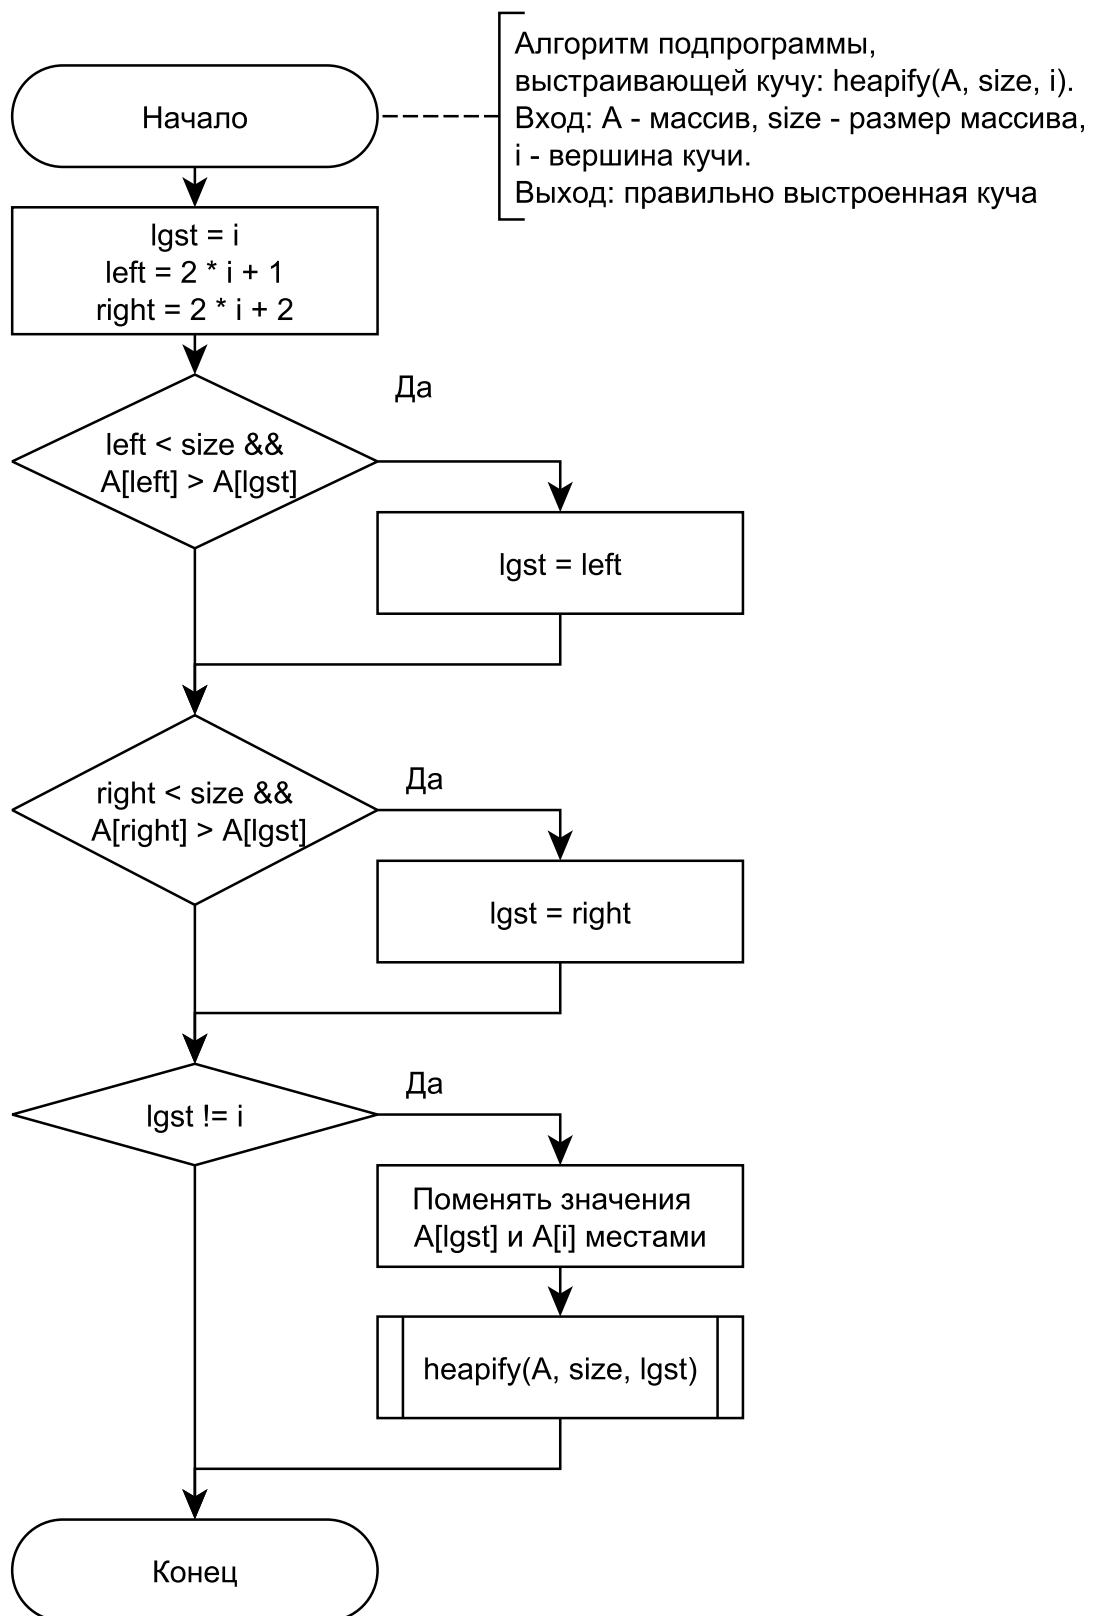 Алгоритм подпрограммы,
выстраивающей кучу: heapify(A, size, i).
Вход: А - массив, size - размер массива,
i - вершина кучи.
Выход: правильно выстроенная куча
Начало
lgst = i
left = 2 * i + 1
right = 2 * i + 2
Да
left < size &&
A[left] > A[lgst]
lgst = left
Да
right < size &&
A[right] > A[lgst]
lgst = right
Да
lgst != i
Поменять значения
A[lgst] и A[i] местами
heapify(A, size, lgst)
Конец